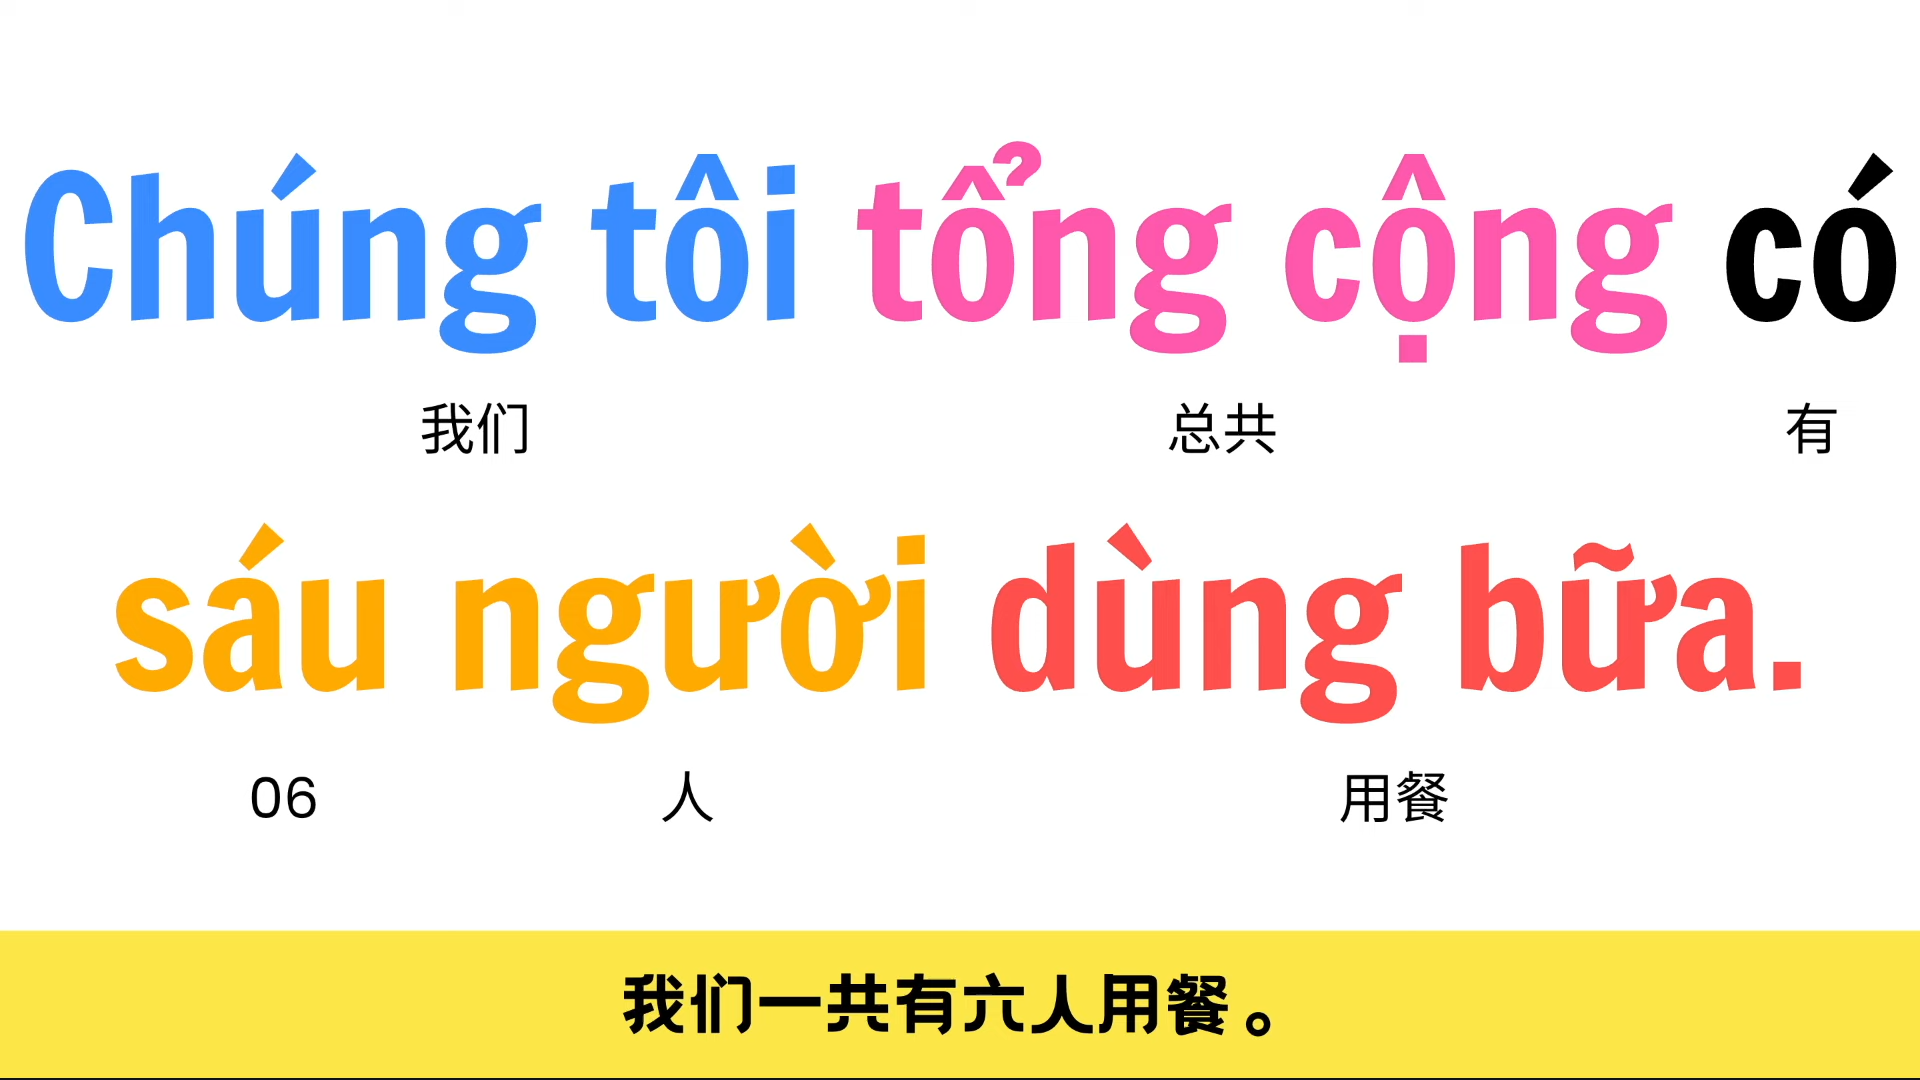 Chúng tôi tổng cộng có
我们 总共 有
sáu người dùng bữa.
06 人 用餐
我们一共有六人用餐。